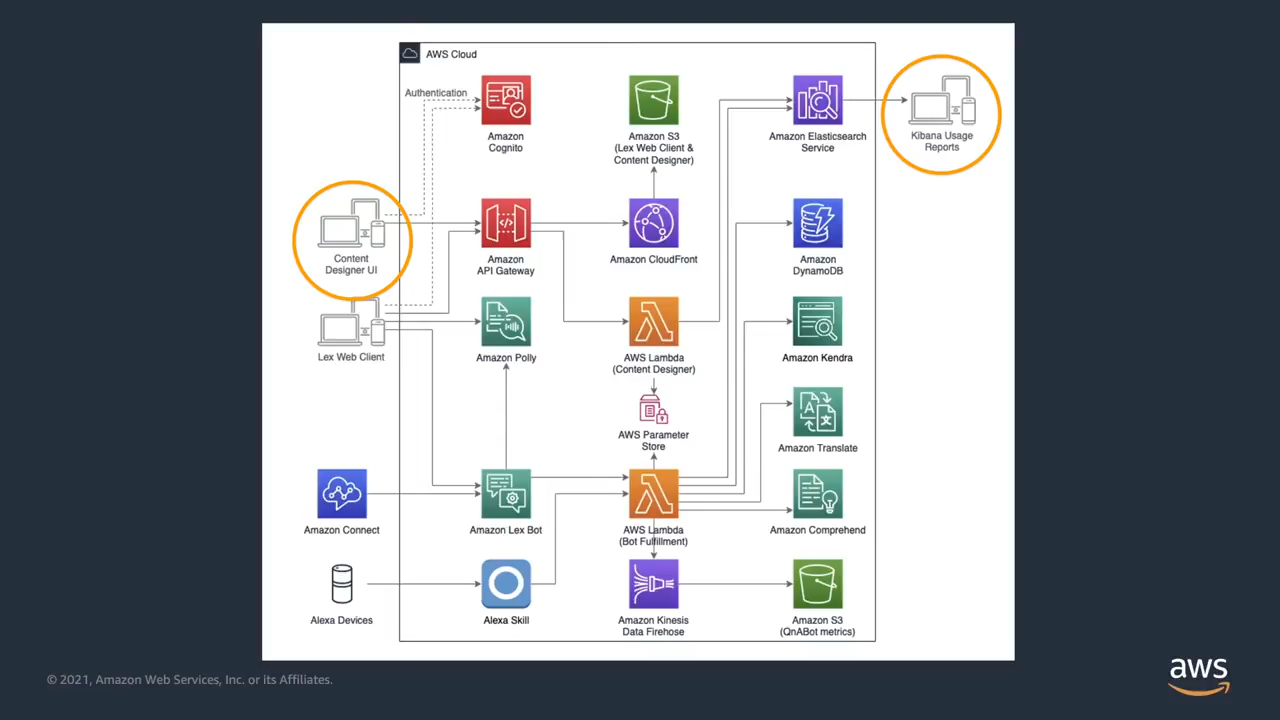 AWS Cloud
Authentication
Amazon
Cognito
Amazon S3
(Lex Web Client &
Content Designer)
Amazon Elasticsearch
Service
Kibana Usage
Reports
Content
Designer UI
Amazon
API Gateway
Amazon CloudFront
Amazon
DynamoDB
Lex Web Client
Amazon Polly
AWS Lambda
(Content Designer)
Amazon Kendra
AWS Parameter
Store
Amazon Translate
Amazon Connect
Amazon Lex Bot
AWS Lambda
(Bot Fulfillment)
Amazon Comprehend
Alexa Devices
Alexa Skill
Amazon Kinesis
Data Firehose
Amazon S3
(QnABot metrics)
© 2021, Amazon Web Services, Inc. or its Affiliates.
aws